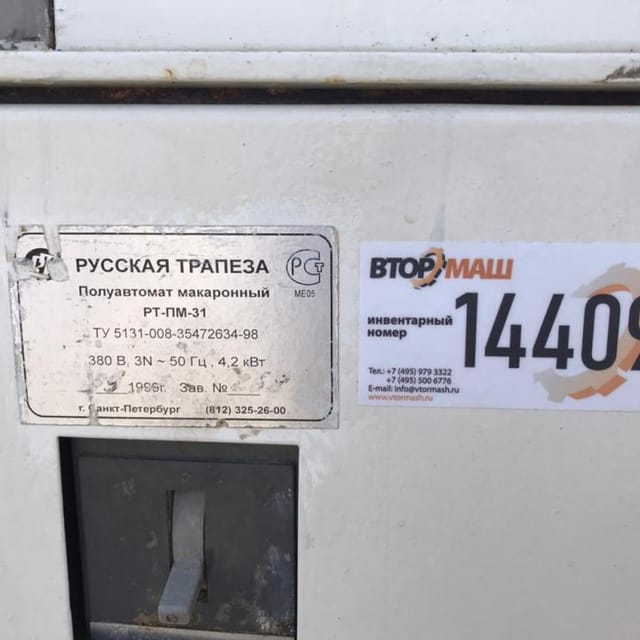 РУССКАЯ ТРАПЕЗА
Полуавтомат макаронный
РТ-ПМ-31
ТУ 5131-008-35472634-98
380 В, 3N ~ 50 Гц, 4,2 кВт
1999г. Зав. №
г. Санкт-Петербург (812) 325-26-00
РСТ
МЕ05
ВТОРМАШ
инвентарный
номер
14409
Тел.: +7 (495) 979 3322
+7 (495) 500 6776
E-mail: info@vtormash.ru
www.vtormash.ru